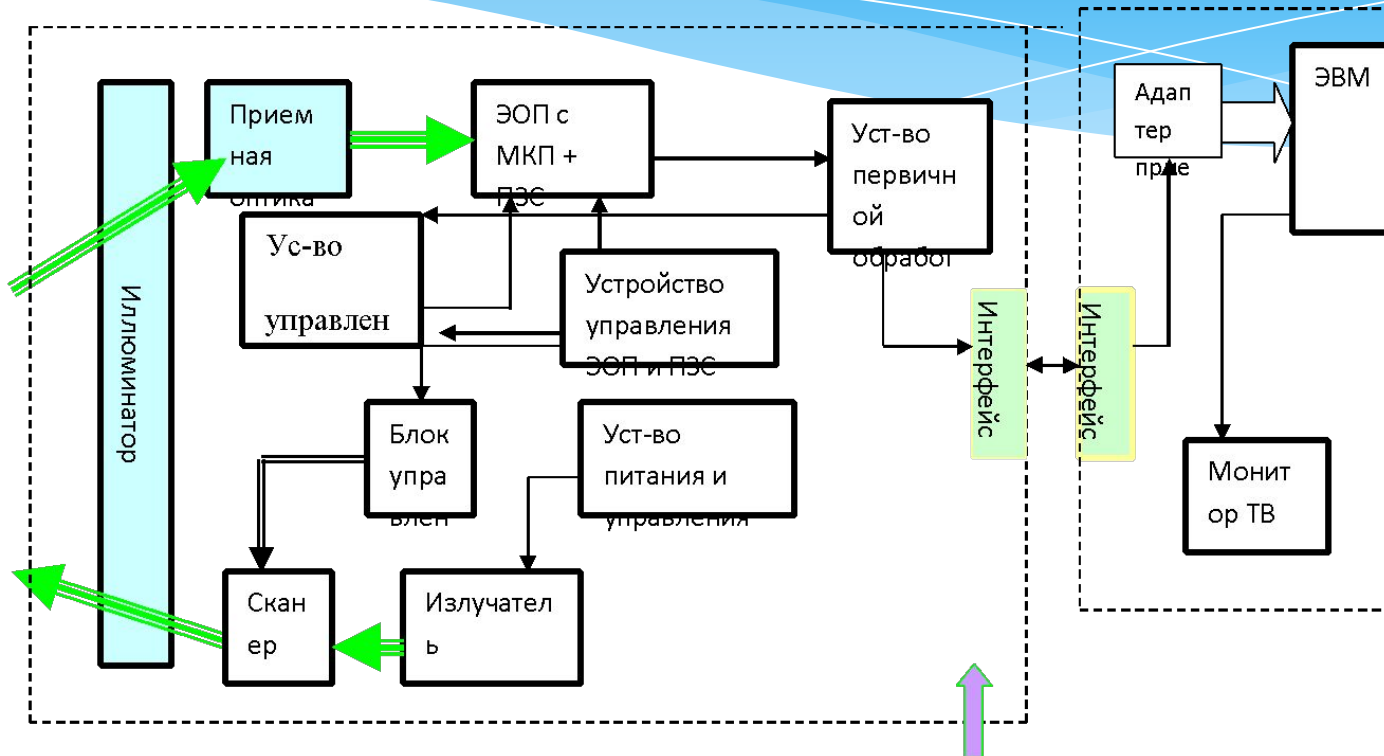 Прием
ная
оптика
ЭОП с
МКП +
ПЗС
Уст-во
первичн
ой
обработ
Адап
тер
прие
ЭВМ
Ус-во
управлен
Устройство
управления
ЭОП и ПЗС
Иллюминатор
Интерфейс
Интерфейс
Блок
упра
влен
Уст-во
питания и
управления
Монит
ор ТВ
Скан
ер
Излучател
ь